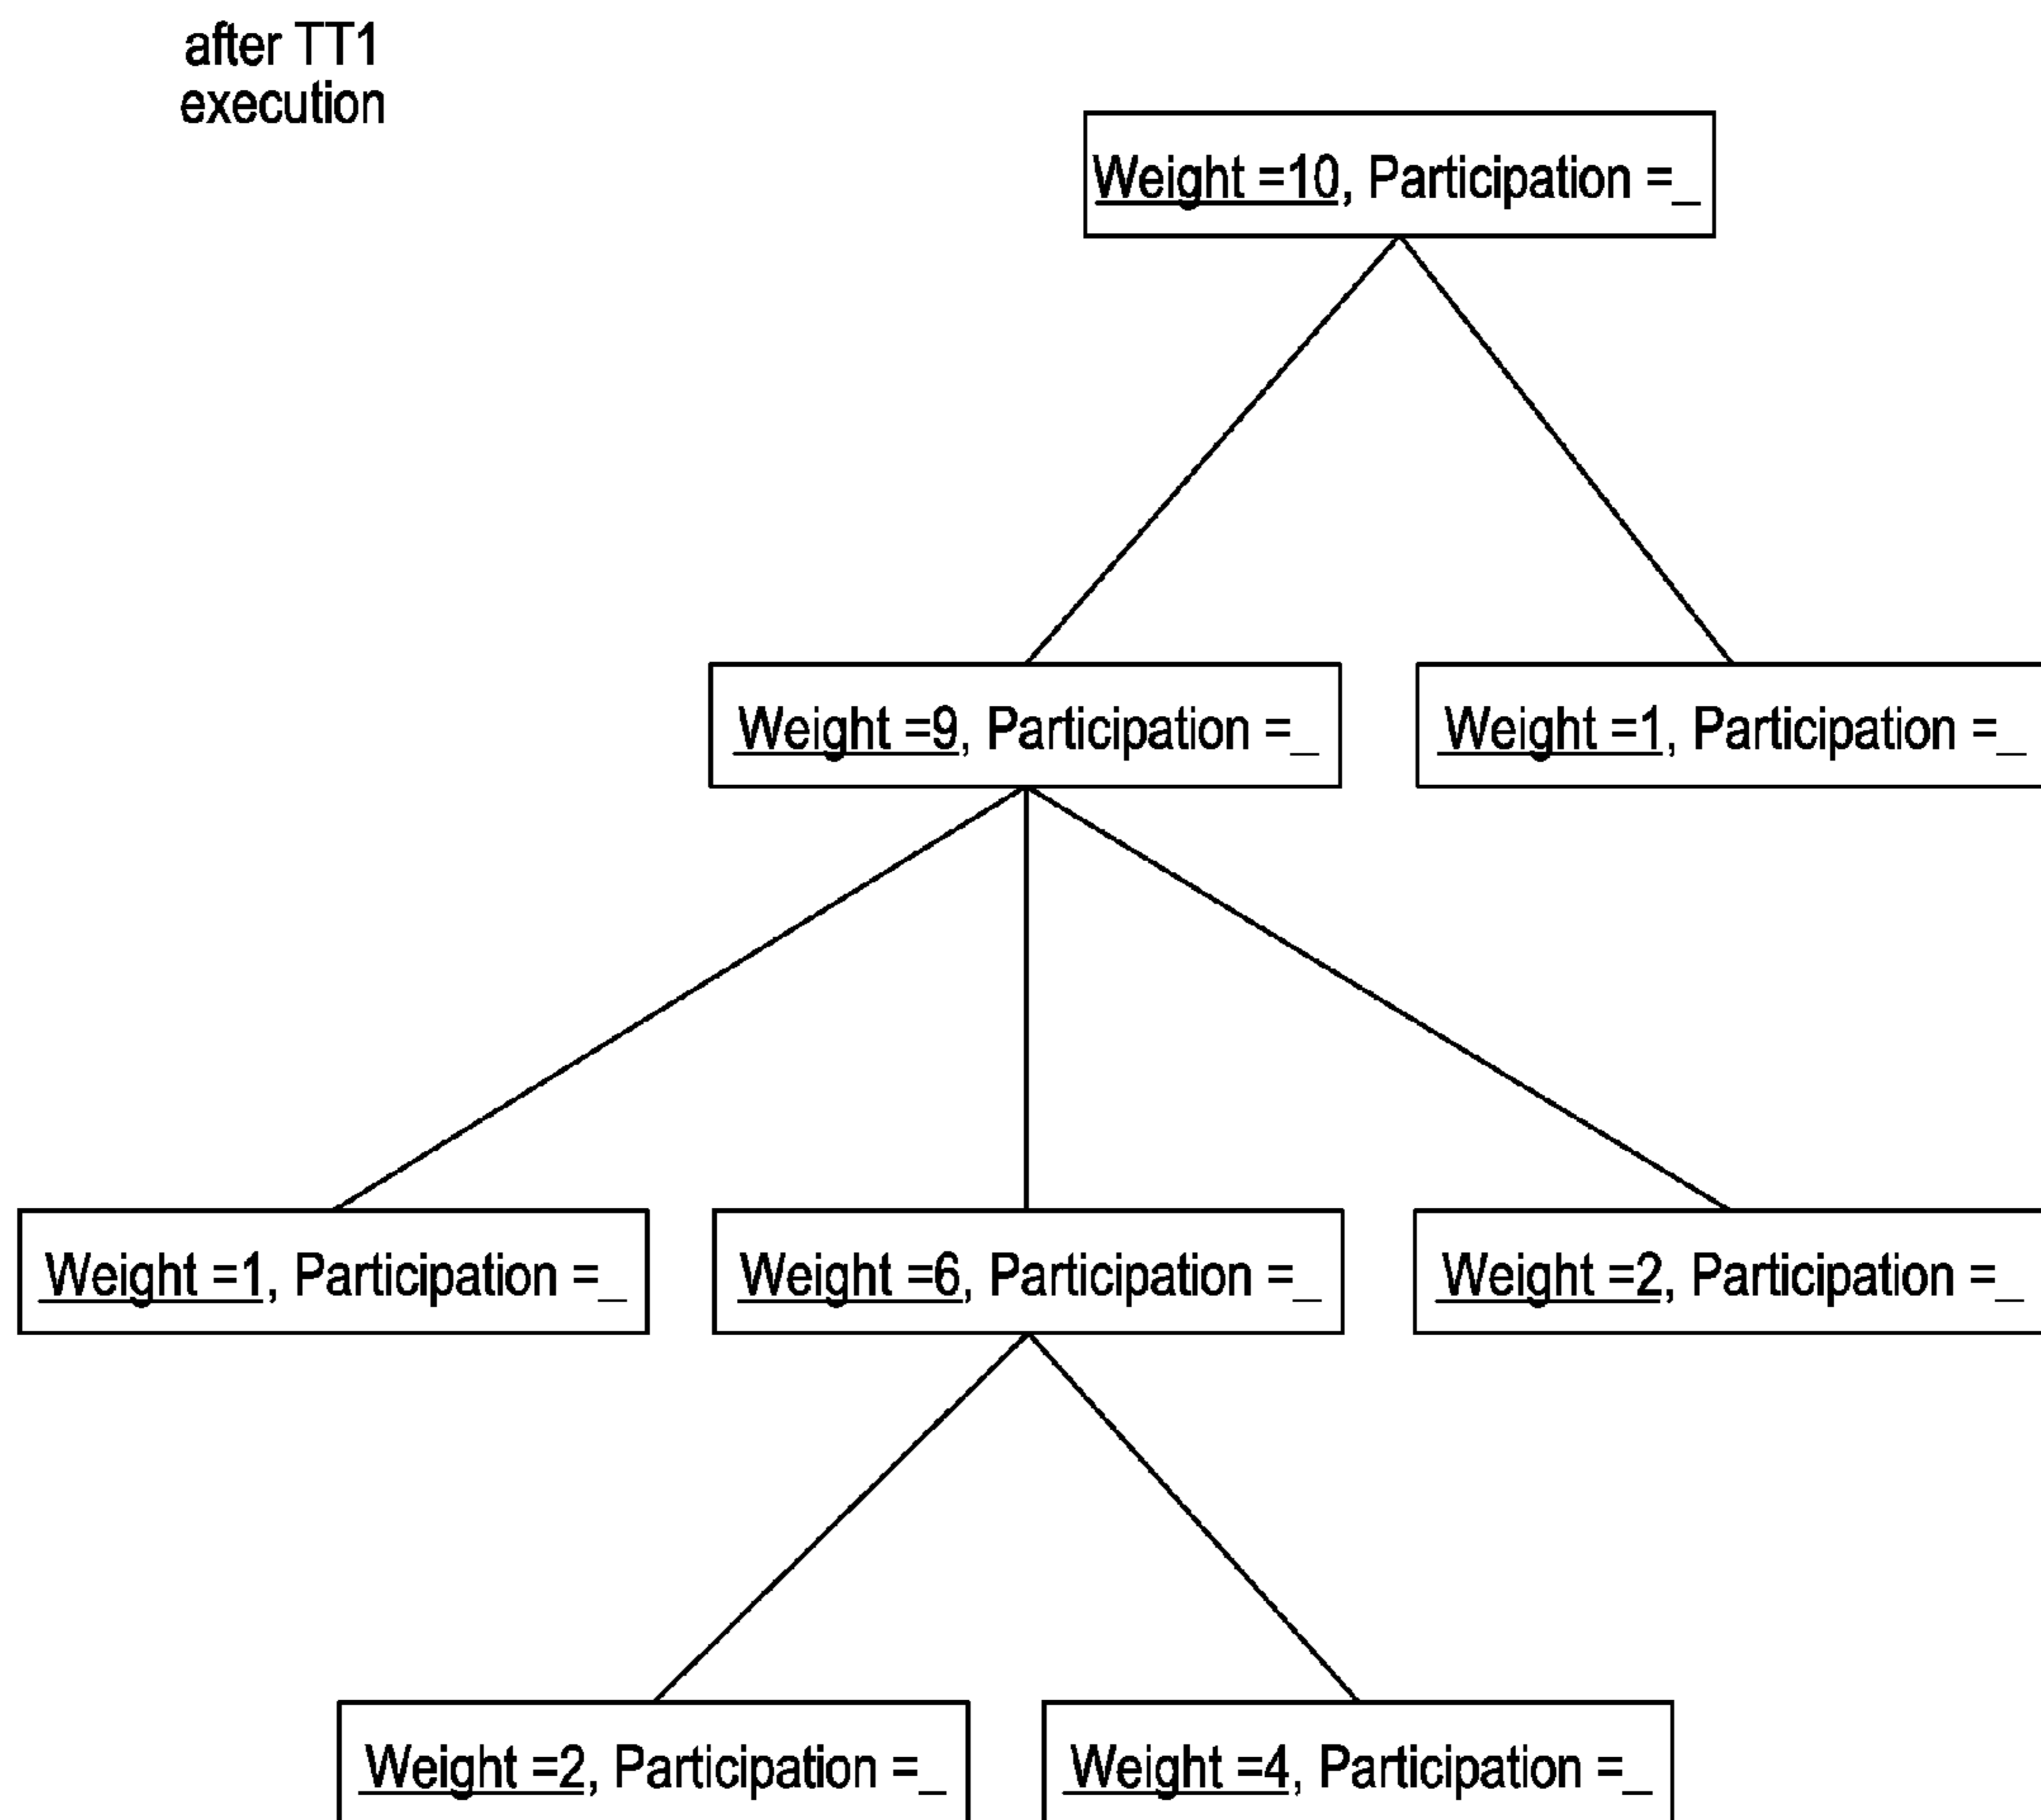 after TT1
execution
Weight =10, Participation =_
Weight =9, Participation =_
Weight =1, Participation =_
Weight =1, Participation =_
Weight =6, Participation =_
Weight =2, Participation =_
Weight =2, Participation =_
Weight =4, Participation =_